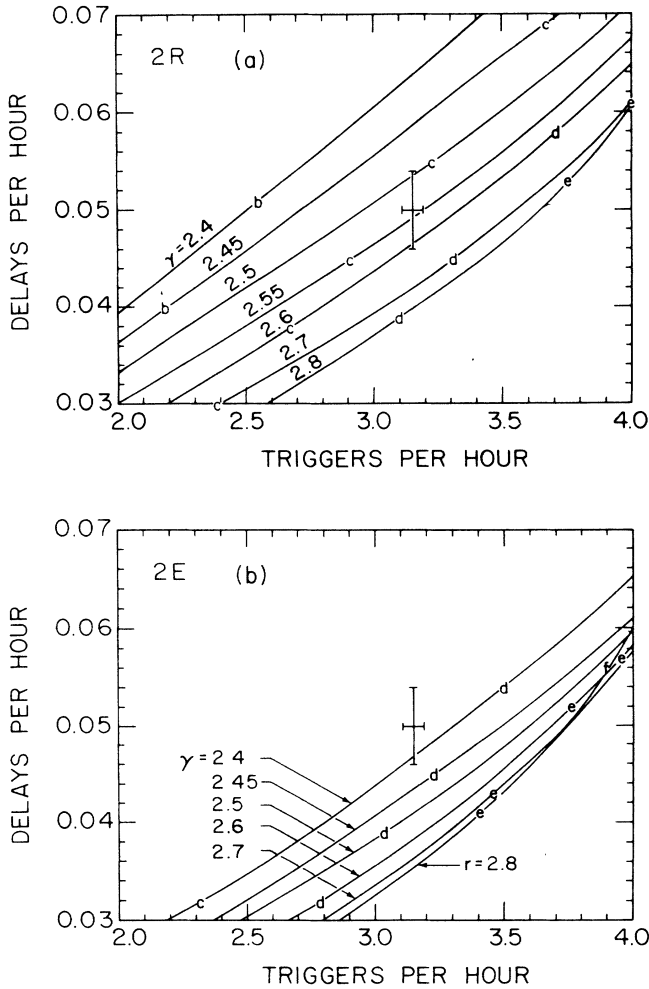 0.07
2R (a)
c
e
0.06
d
c
e
b
0.05
γ=2.4
2.45
c
d
b
2.5
0.04
2.55
d
2.6
c
2.7
2.8
0.03
c
2.0 2.5 3.0 3.5 4.0
DELAYS PER HOUR
TRIGGERS PER HOUR
0.07
2E (b)
0.06
f
e
d
e
0.05
γ=2 4
2 45
d
2.5
e
2.6
d
e
0.04
2.7
r=2.8
c
d
0.03
2.0 2.5 3.0 3.5 4.0
DELAYS PER HOUR
TRIGGERS PER HOUR